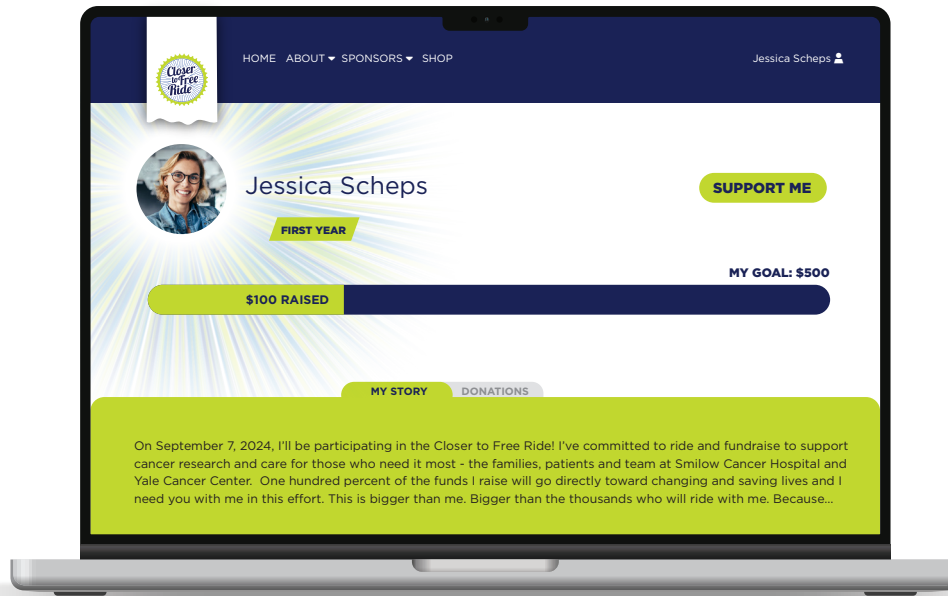 Closer
to Free
Ride
HOME ABOUT SPONSORS SHOP
Jessica Scheps
Jessica Scheps
SUPPORT ME
FIRST YEAR
MY GOAL: $500
$100 RAISED
MY STORY DONATIONS
On September 7, 2024, I'll be participating in the Closer to Free Ride! I've committed to ride and fundraise to support
cancer research and care for those who need it most - the families, patients and team at Smilow Cancer Hospital and
Yale Cancer Center.  One hundred percent of the funds I raise will go directly toward changing and saving lives and I
need you with me in this effort. This is bigger than me. Bigger than the thousands who will ride with me. Because...